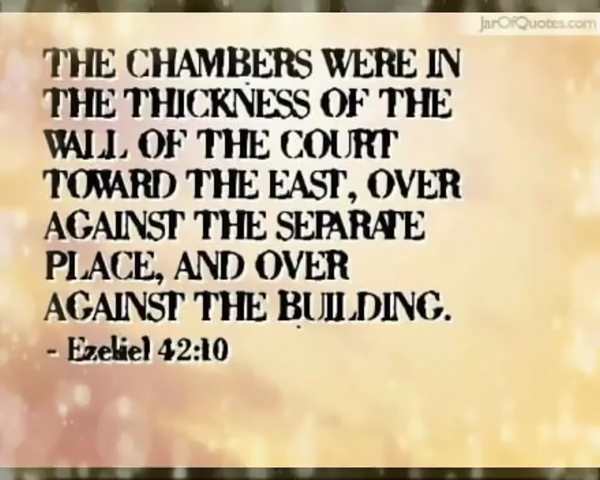 JarOfQuotes.com
THE CHAMBERS WERE IN
THE THICKNESS OF THE
WALL OF THE COURT
TOWARD THE EAST, OVER
AGAINST THE SEPARATE
PLACE, AND OVER
AGAINST THE BUILDING.
- Ezekiel 42:10